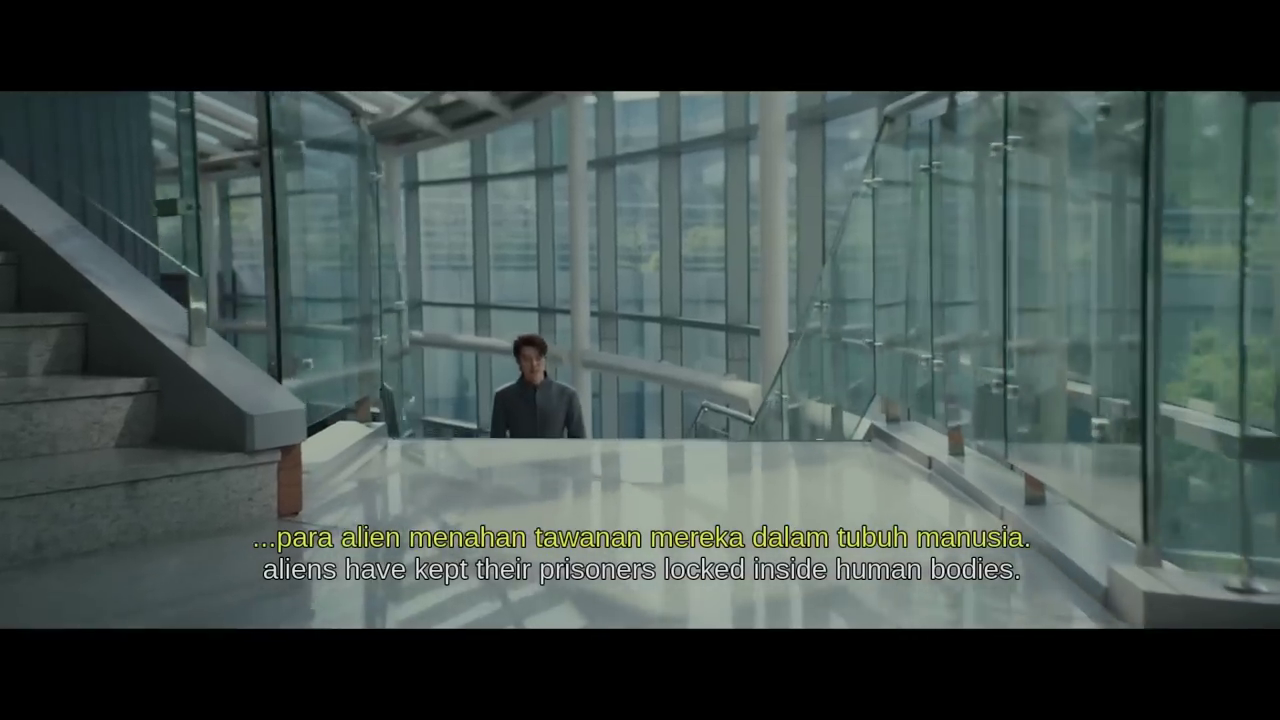 ...para alien menahan tawanan mereka dalam tubuh manusia.
aliens have kept their prisoners locked inside human bodies.